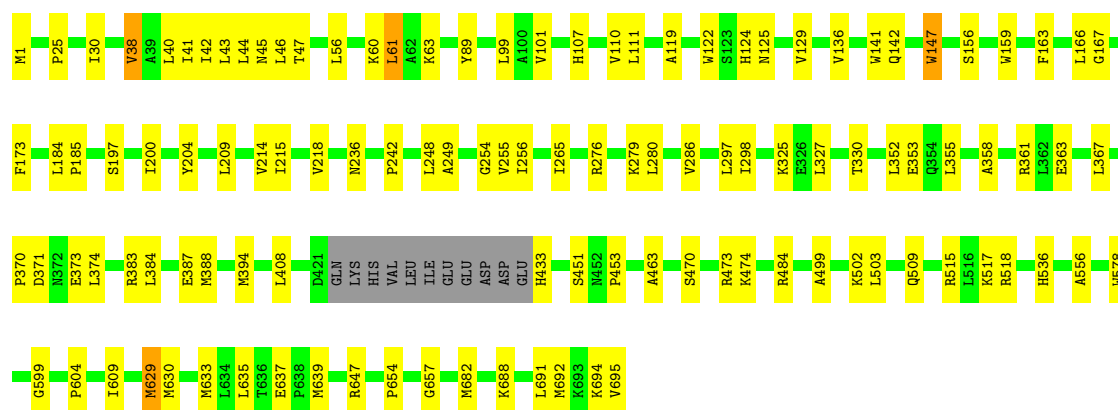 M1 P25 I30 V38 A39 L40 I41 I42 L43 L44 N45 L46 T47 L56 K60 L61 A62 K63 Y89 L99 A100 V101 H107 V110 L111 A119 W122 S123 H124 N125 V129 V136 W141 Q142 W147 S156 W159 F163 L166 G167
F173 L184 P185 S197 I200 Y204 L209 V214 I215 V218 N236 P242 L248 A249 G254 V255 I256 I265 R276 K279 L280 V286 L297 I298 K325 E326 L327 T330 L352 E353 Q354 L355 A358 R361 L362 E363 L367
P370 D371 N372 E373 L374 R383 L384 E387 M388 M394 L408 D421 GLN LYS HIS VAL LEU ILE GLU GLU ASP ASP GLU H433 S451 N452 P453 A463 S470 R473 K474 R484 A499 K502 L503 Q509 R515 L516 K517 R518 H536 A556 W578
G599 P604 I609 M629 M630 M633 L634 L635 T636 E637 P638 M639 R647 P654 G657 M682 K688 L691 M692 K693 K694 V695